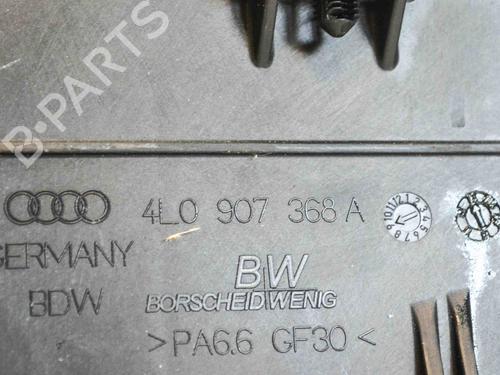 B-PARTS
4L0 907 368 A
GERMANY
BDW
BW
BORSCHEID.WENIG
>PA6.6 GF30<